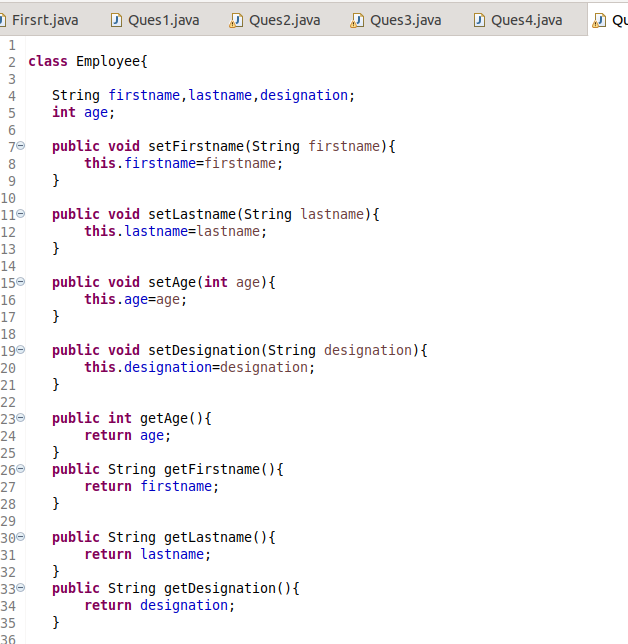 Firsrt.java Ques1.java Ques2.java Ques3.java Ques4.java Qu
1
2 class Employee{
3
4 String firstname,lastname,designation;
5 int age;
6
7 public void setFirstname(String firstname){
8 this.firstname=firstname;
9 }
10
11 public void setLastname(String lastname){
12 this.lastname=lastname;
13 }
14
15 public void setAge(int age){
16 this.age=age;
17 }
18
19 public void setDesignation(String designation){
20 this.designation=designation;
21 }
22
23 public int getAge(){
24 return age;
25 }
26 public String getFirstname(){
27 return firstname;
28 }
29
30 public String getLastname(){
31 return lastname;
32 }
33 public String getDesignation(){
34 return designation;
35 }
36